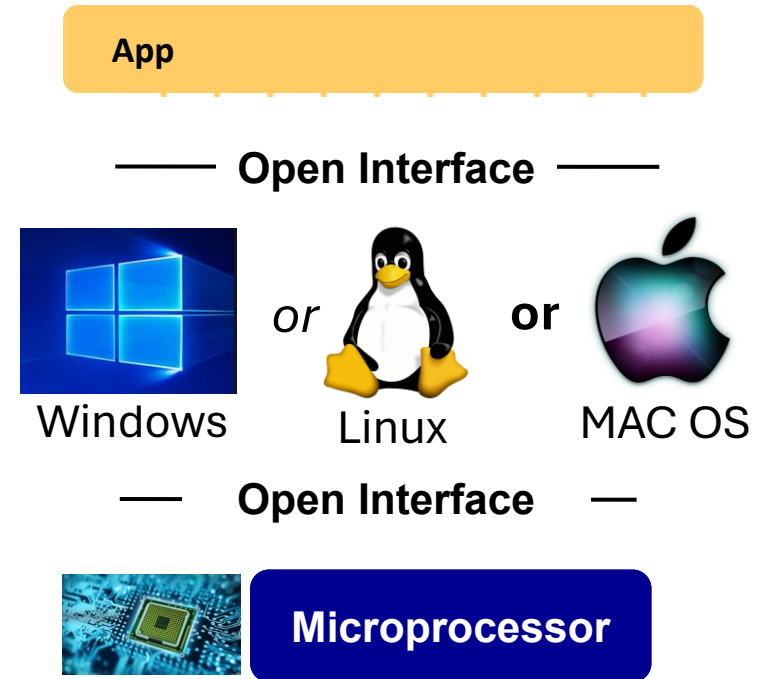 App
Open Interface
or or
Windows Linux MAC OS
Open Interface
Microprocessor